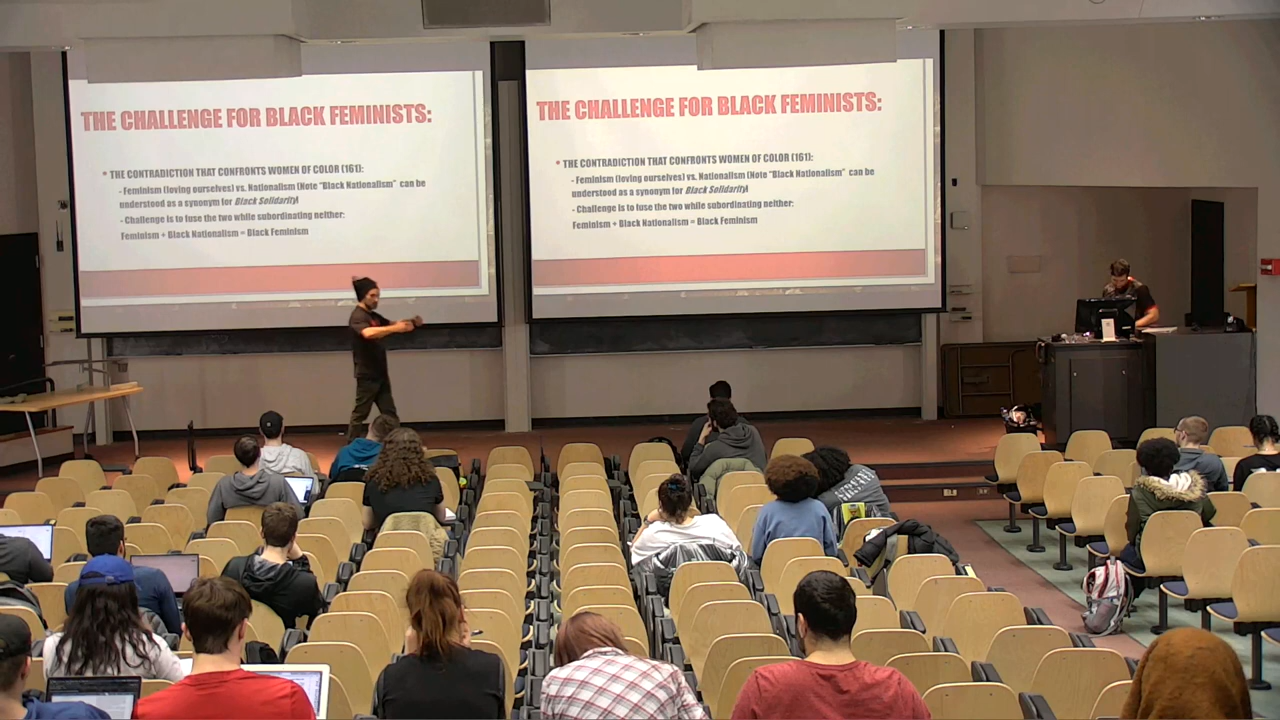 THE CHALLENGE FOR BLACK FEMINISTS:
• THE CONTRADICTION THAT CONFRONTS WOMEN OF COLOR (161):
- Feminism (loving ourselves) vs. Nationalism (Note "Black Nationalism" can be
understood as a synonym for Black Solidarity)
- Challenge is to fuse the two while subordinating neither:
Feminism + Black Nationalism = Black Feminism
THE CHALLENGE FOR BLACK FEMINISTS:
• THE CONTRADICTION THAT CONFRONTS WOMEN OF COLOR (161):
- Feminism (loving ourselves) vs. Nationalism (Note "Black Nationalism" can be
understood as a synonym for Black Solidarity)
- Challenge is to fuse the two while subordinating neither:
Feminism + Black Nationalism = Black Feminism